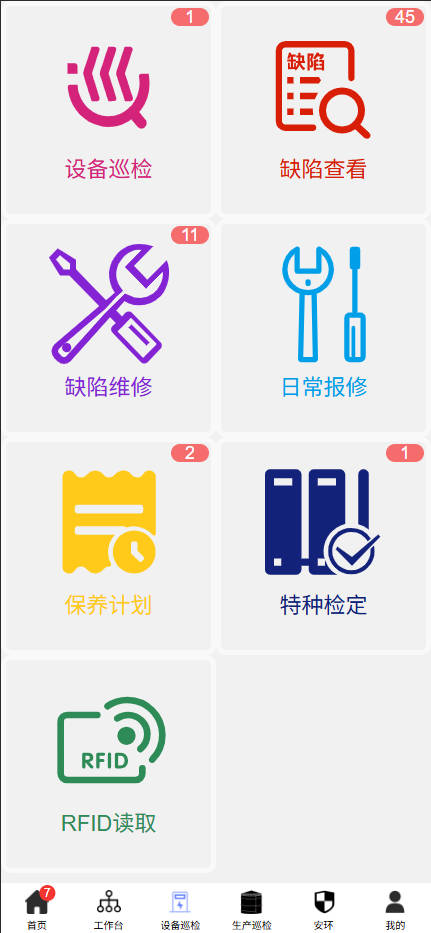 1
45
缺陷
设备巡检
缺陷查看
11
缺陷维修
日常报修
2
1
保养计划
特种检定
RFID
RFID读取
7
首页
工作台
设备巡检
生产巡检
安环
我的